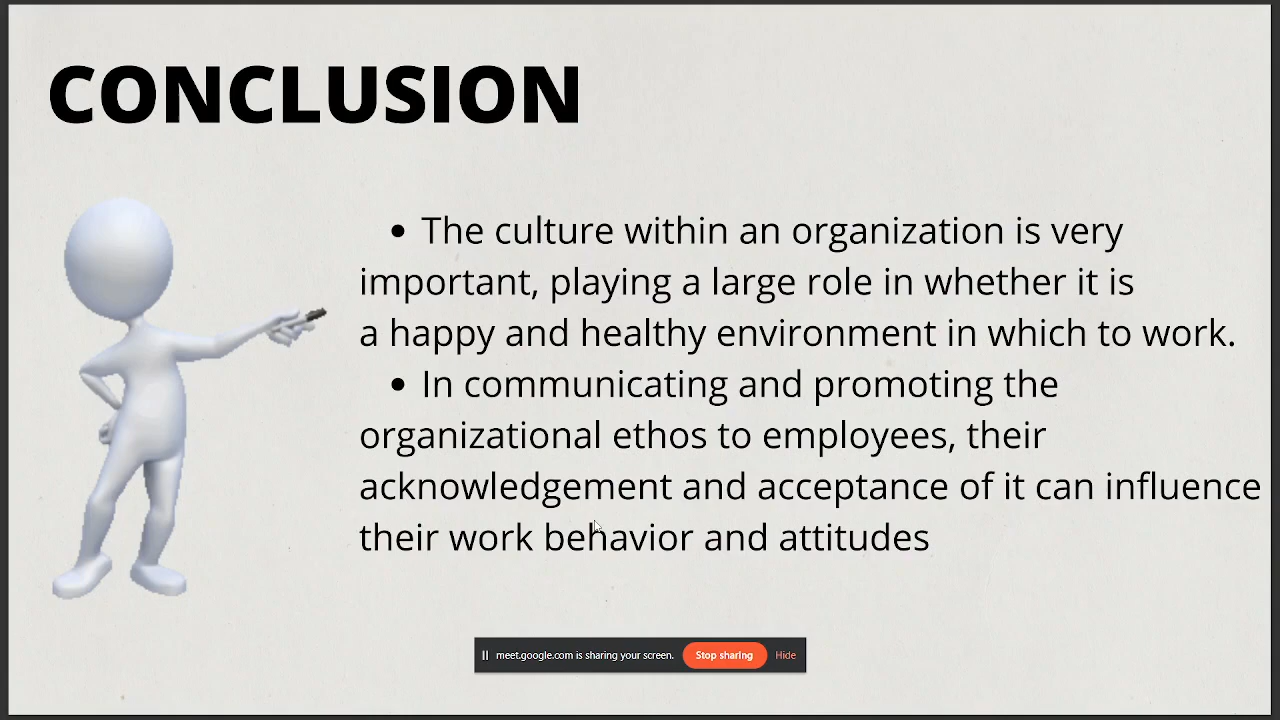 CONCLUSION
• The culture within an organization is very
important, playing a large role in whether it is
a happy and healthy environment in which to work.
• In communicating and promoting the
organizational ethos to employees, their
acknowledgement and acceptance of it can influence
their work behavior and attitudes
meet.google.com is sharing your screen. Stop sharing Hide